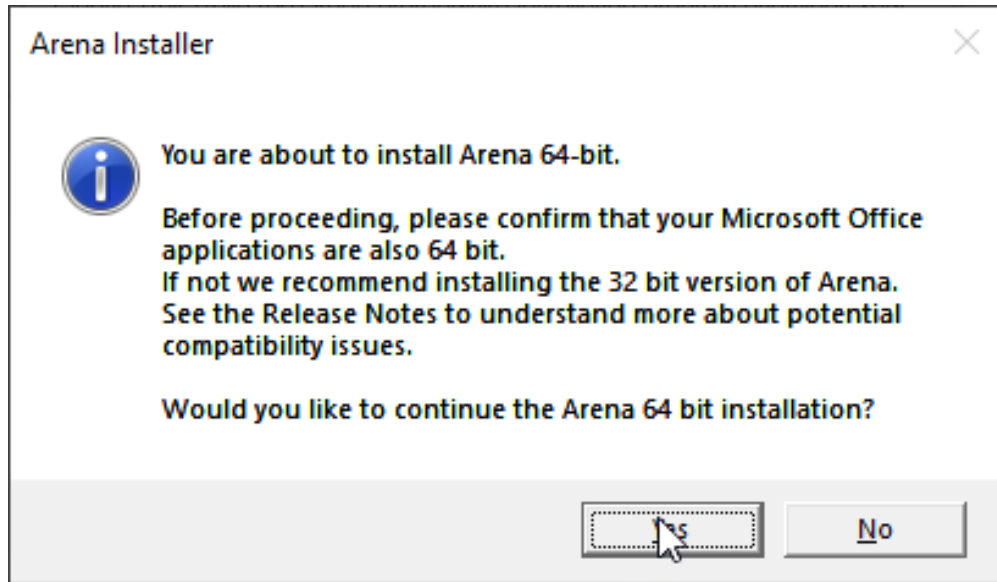 Arena Installer
You are about to install Arena 64-bit.
Before proceeding, please confirm that your Microsoft Office
applications are also 64 bit.
If not we recommend installing the 32 bit version of Arena.
See the Release Notes to understand more about potential
compatibility issues.
Would you like to continue the Arena 64 bit installation?
Yes
No